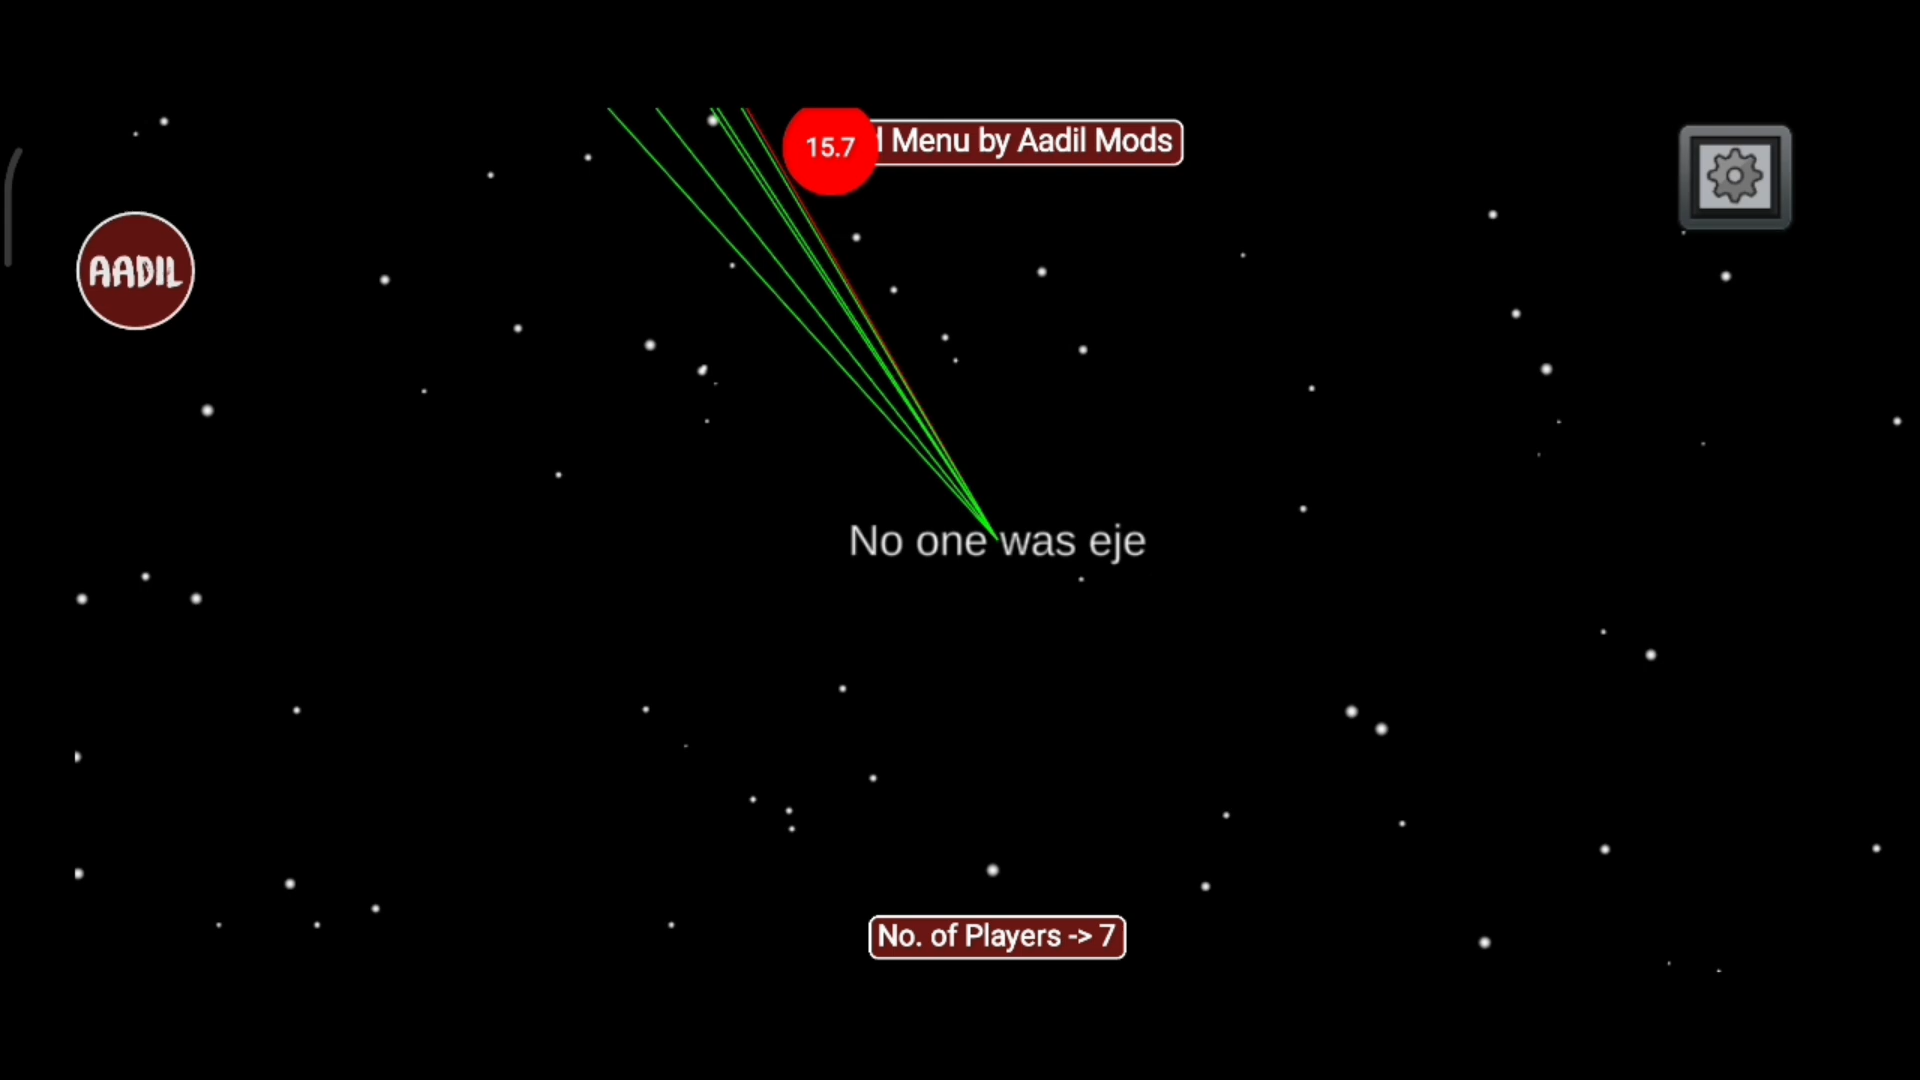 15.7
Menu by Aadil Mods
AADIL
No one was eje
No. of Players -> 7